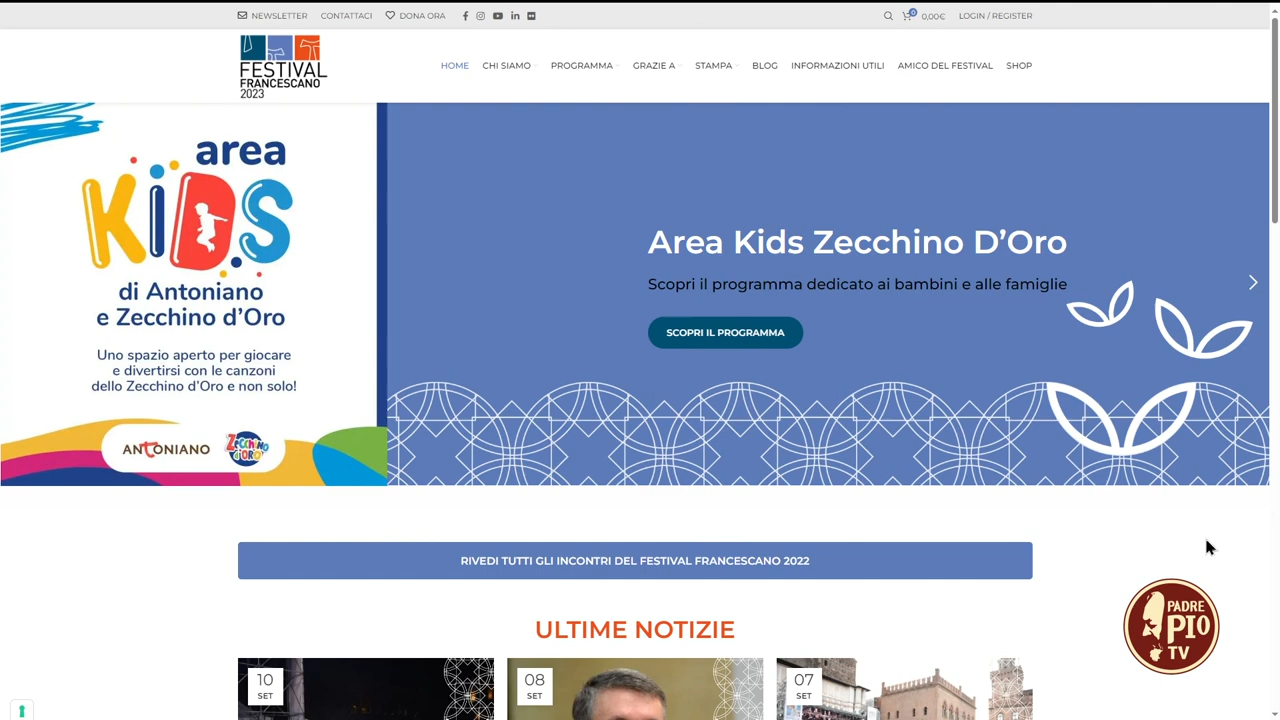 NEWSLETTER CONTATTACI DONA ORA 0 0,00€ LOGIN / REGISTER
FESTIVAL
FRANCESCANO
2023
HOME CHI SIAMO PROGRAMMA GRAZIE A STAMPA BLOG INFORMAZIONI UTILI AMICO DEL FESTIVAL SHOP
area
KiDS
di Antoniano
e Zecchino d'Oro
Uno spazio aperto per giocare
e divertirsi con le canzoni
dello Zecchino d'Oro e non solo!
ANTONIANO
ZECCHINO
D'ORO
Area Kids Zecchino D'Oro
Scopri il programma dedicato ai bambini e alle famiglie
SCOPRI IL PROGRAMMA
RIVEDI TUTTI GLI INCONTRI DEL FESTIVAL FRANCESCANO 2022
PADRE
PIO
TV
ULTIME NOTIZIE
10
SET
08
SET
07
SET